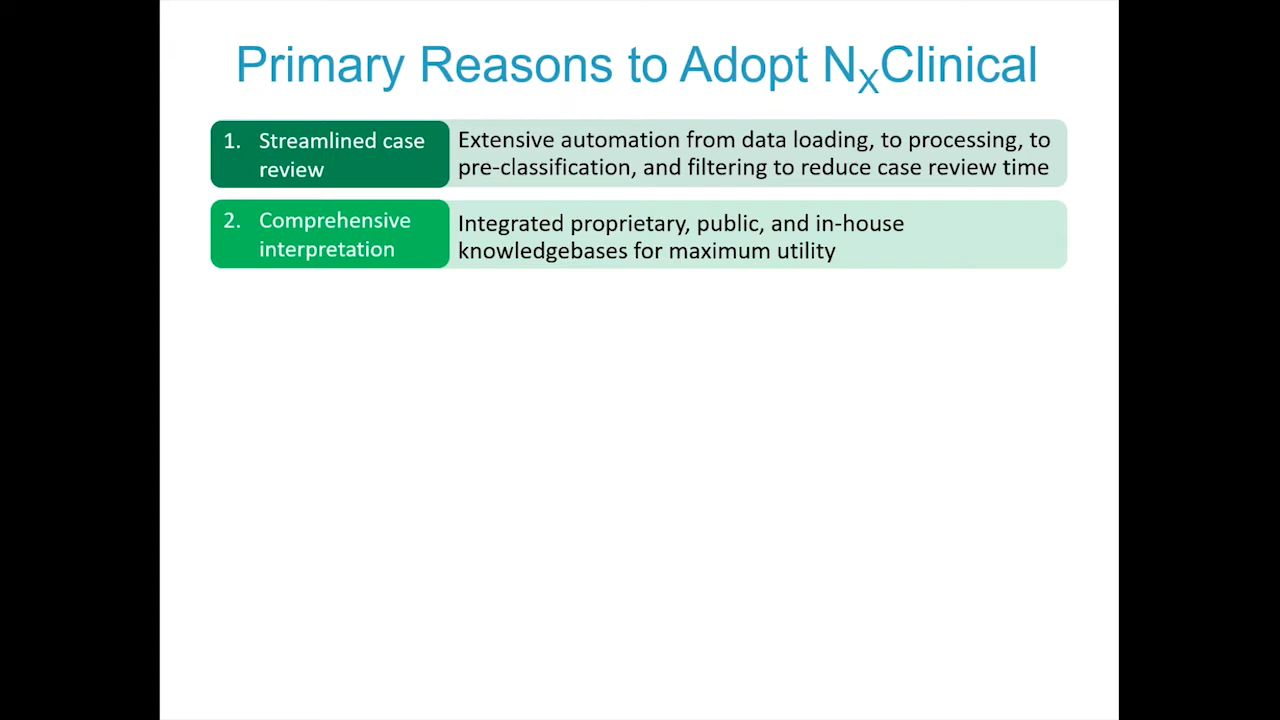 Primary Reasons to Adopt NXClinical
1. Streamlined case
review
Extensive automation from data loading, to processing, to
pre-classification, and filtering to reduce case review time
2. Comprehensive
interpretation
Integrated proprietary, public, and in-house
knowledgebases for maximum utility